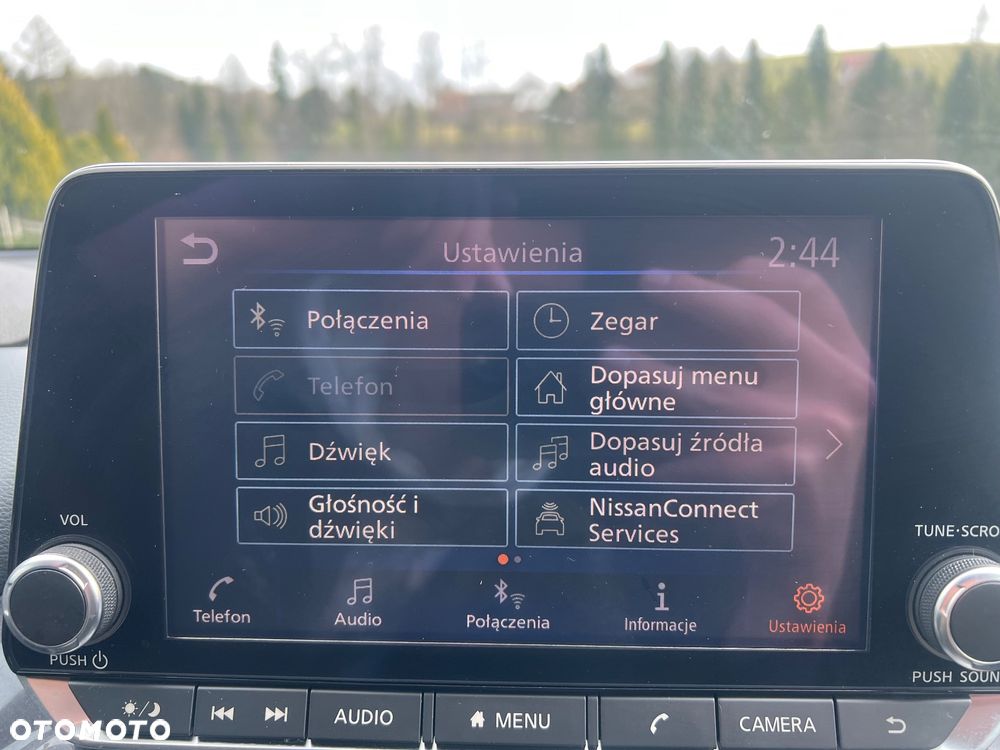 Ustawienia
2:44
Połączenia
Zegar
Telefon
Dopasuj menu
główne
Dźwięk
Dopasuj źródła
audio
Głośność i
dźwięki
NissanConnect
Services
VOL
PUSH
TUNE·SCRO
PUSH SOUN
Telefon
Audio
Połączenia
Informacje
Ustawienia
AUDIO
MENU
CAMERA
OTOMOTO